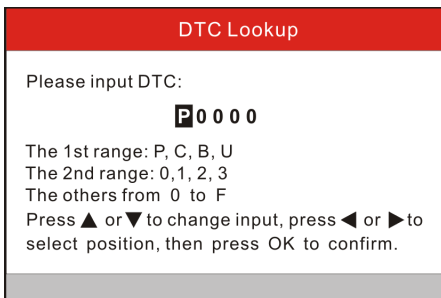 DTC Lookup
Please input DTC:
P0000
The 1st range: P, C, B, U
The 2nd range: 0,1, 2, 3
The others from 0 to F
Press ▲ or ▼ to change input, press ◀ or ▶ to
select position, then press OK to confirm.